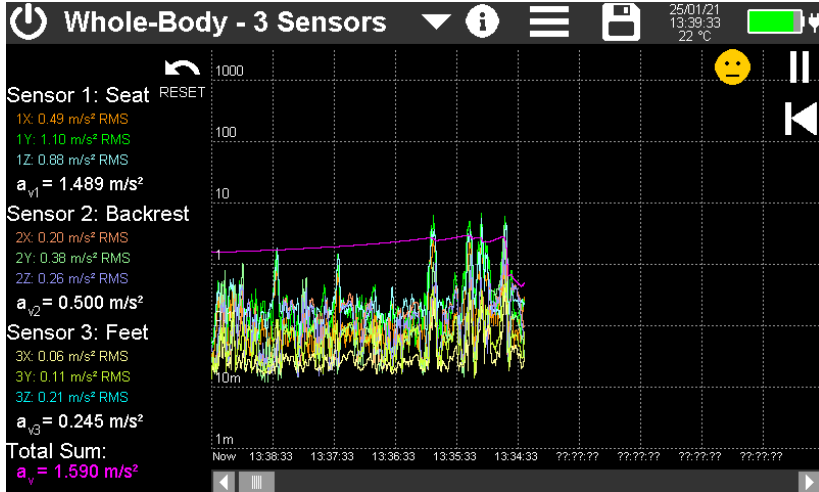 Whole-Body - 3 Sensors
25/01/21
13:39:33
22 °C
RESET
Sensor 1: Seat
1X: 0.49 m/s² RMS
1Y: 1.10 m/s² RMS
1Z: 0.88 m/s² RMS
av1= 1.489 m/s²
Sensor 2: Backrest
2X: 0.20 m/s² RMS
2Y: 0.38 m/s² RMS
2Z: 0.26 m/s² RMS
av2= 0.500 m/s²
Sensor 3: Feet
3X: 0.06 m/s² RMS
3Y: 0.11 m/s² RMS
3Z: 0.21 m/s² RMS
av3= 0.245 m/s²
Total Sum:
av= 1.590 m/s²
1000
100
10
1
10m
1m
Now 13:38:33 13:37:33 13:36:33 13:35:33 13:34:33 ??:??:?? ??:??:?? ??:??:?? ??:??:??